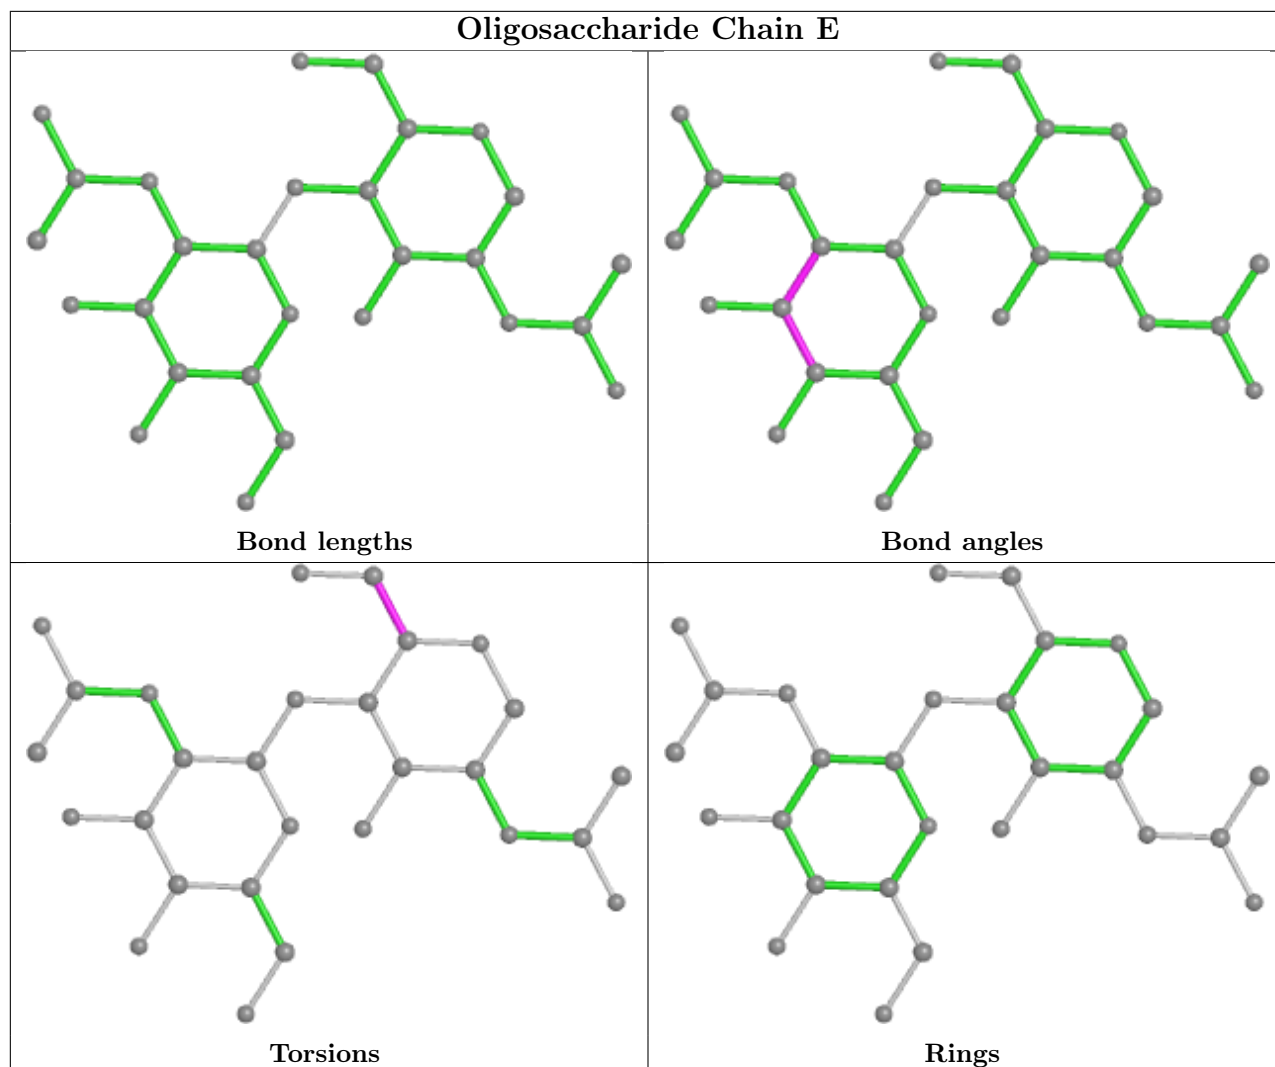 Oligosaccharide Chain E
Bond lengths
Bond angles
Torsions
Rings